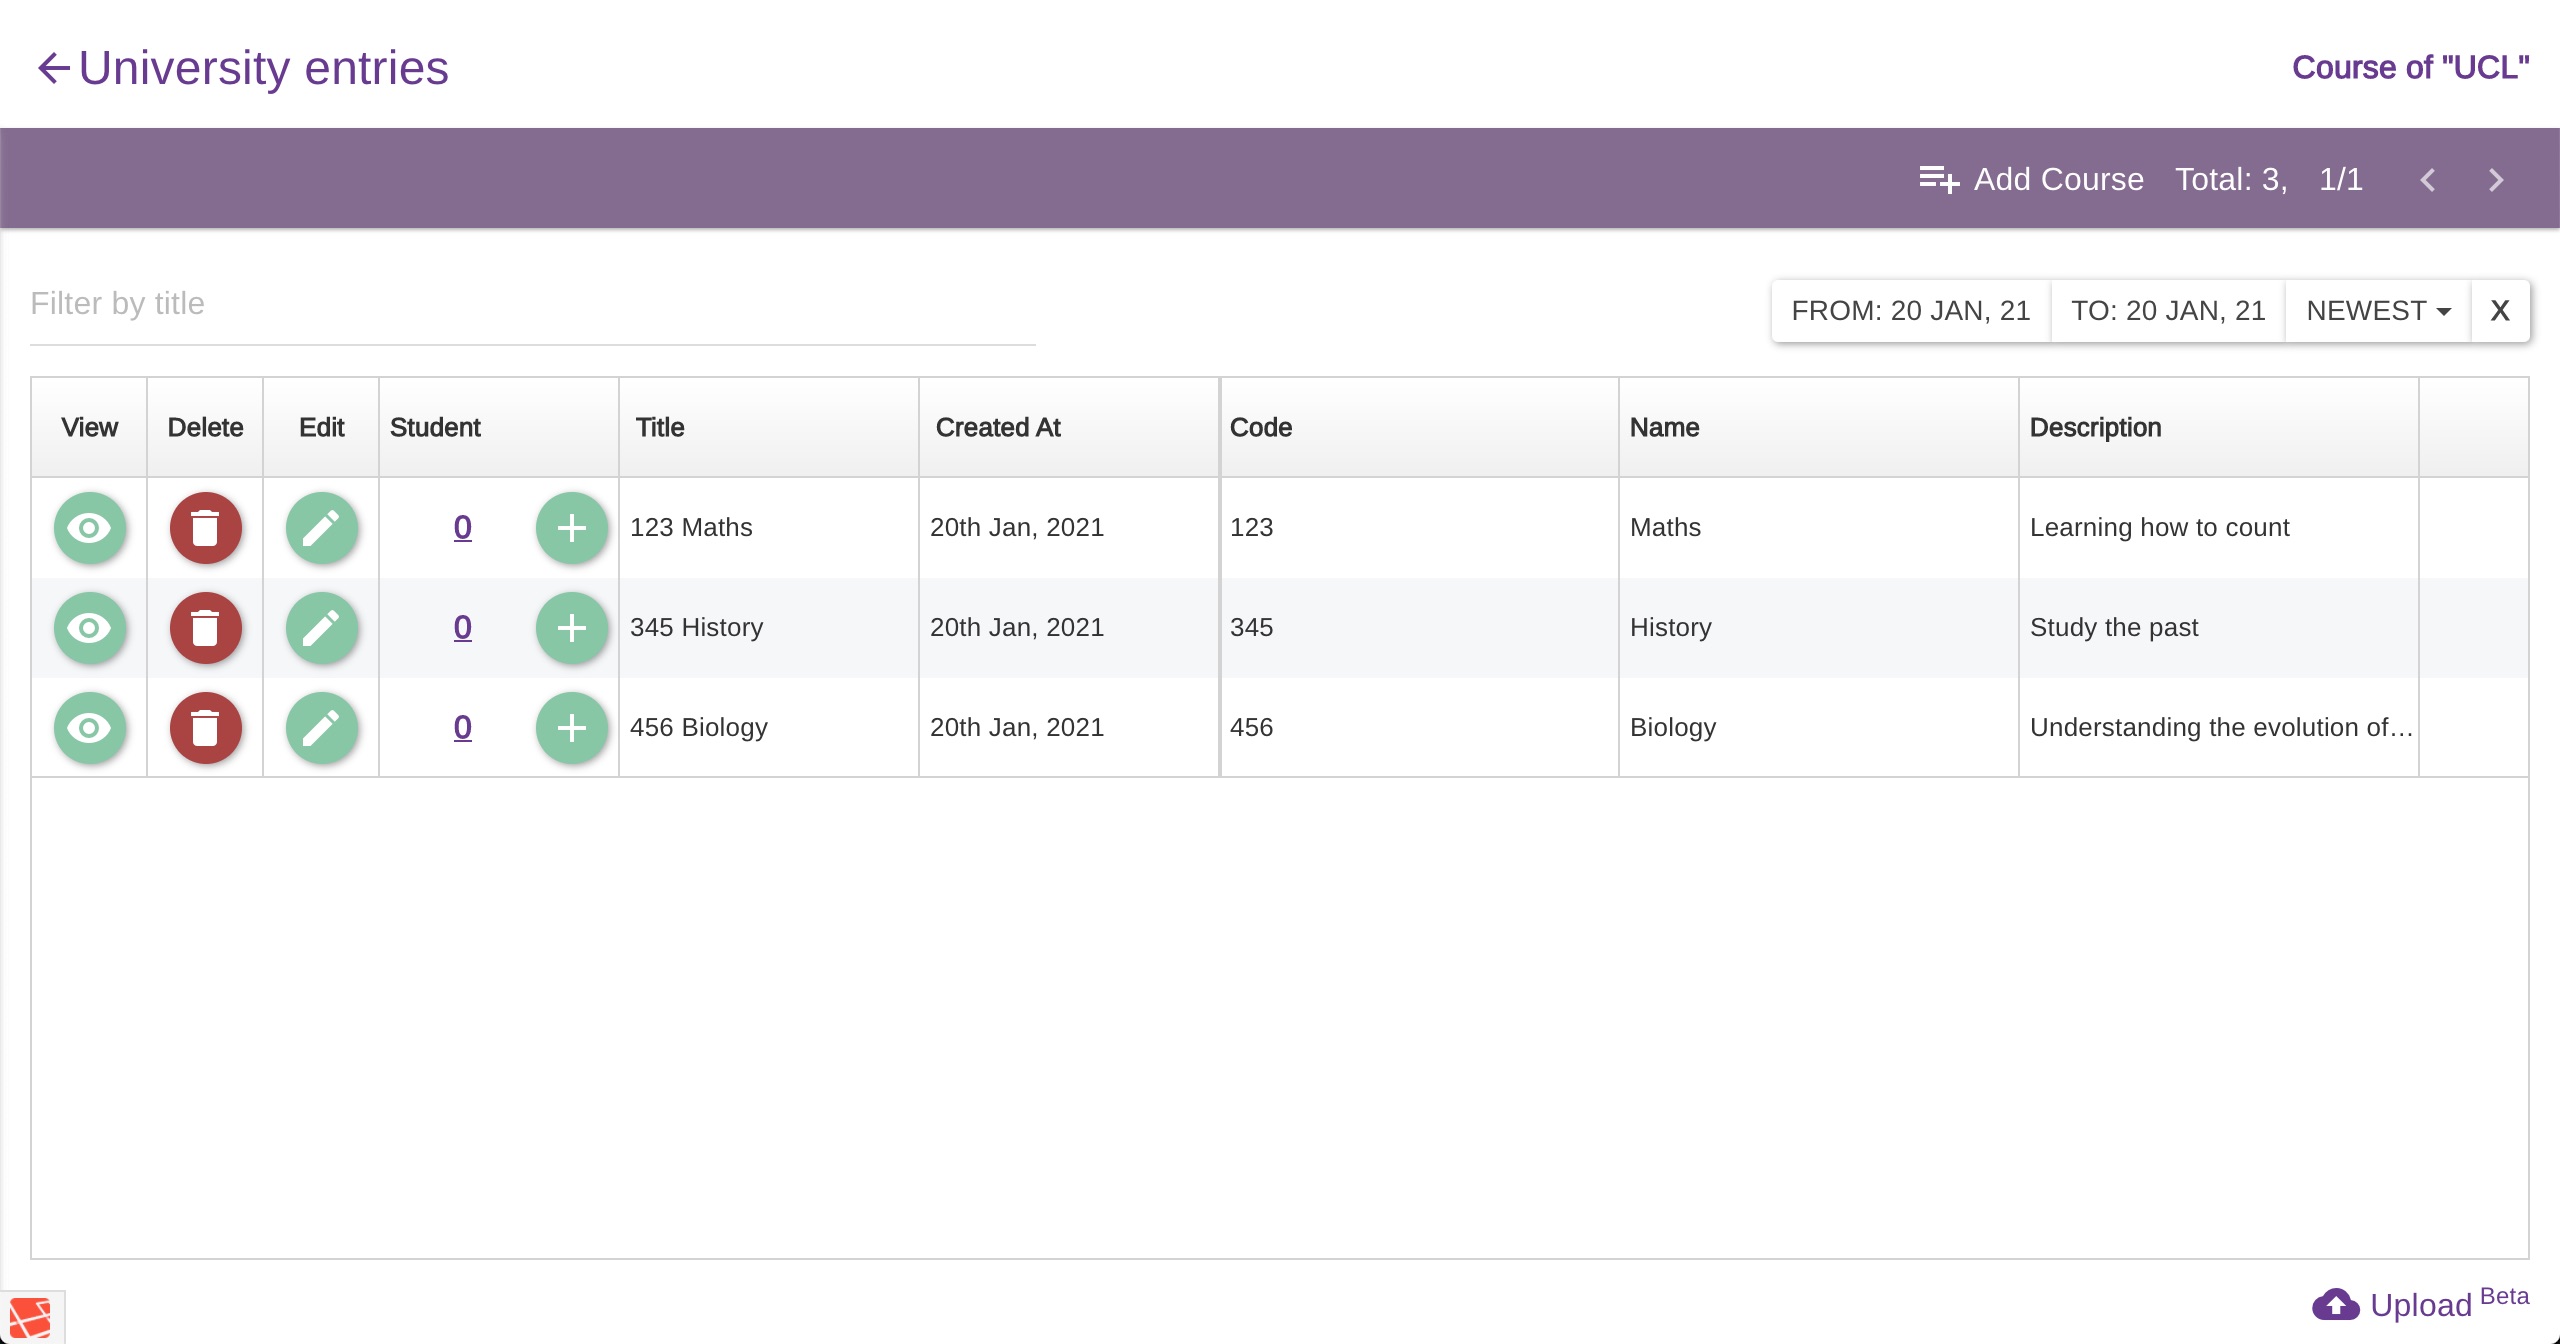 University entries
Course of "UCL"
Add Course Total: 3, 1/1
Filter by title
FROM: 20 JAN, 21 TO: 20 JAN, 21 NEWEST X
View Delete Edit Student Title Created At Code Name Description
0 123 Maths 20th Jan, 2021 123 Maths Learning how to count
0 345 History 20th Jan, 2021 345 History Study the past
0 456 Biology 20th Jan, 2021 456 Biology Understanding the evolution of...
Upload Beta